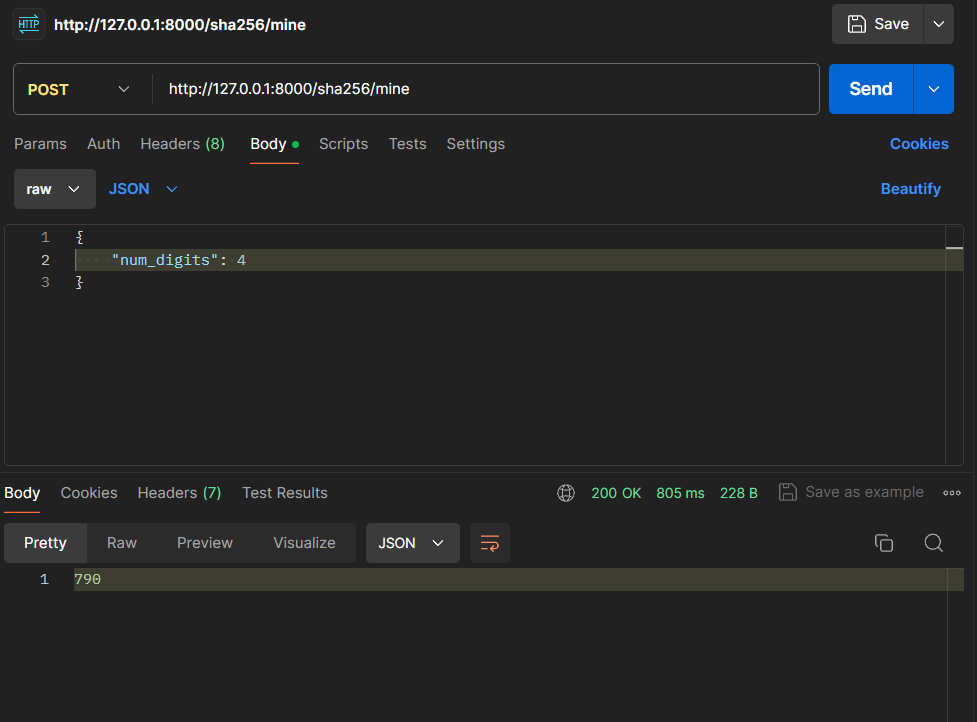 HTTP http://127.0.0.1:8000/sha256/mine Save
POST http://127.0.0.1:8000/sha256/mine Send
Params Auth Headers (8) Body Scripts Tests Settings Cookies
raw JSON Beautify
1 {
2 "num_digits": 4
3 }
Body Cookies Headers (7) Test Results 200 OK 805 ms 228 B Save as example
Pretty Raw Preview Visualize JSON
1 790